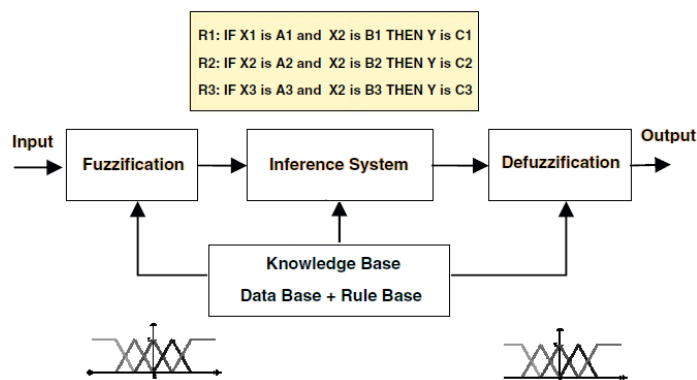 R1: IF X1 is A1 and X2 is B1 THEN Y is C1
R2: IF X2 is A2 and X2 is B2 THEN Y is C2
R3: IF X3 is A3 and X2 is B3 THEN Y is C3
Input
Fuzzification
Inference System
Defuzzification
Output
Knowledge Base
Data Base + Rule Base